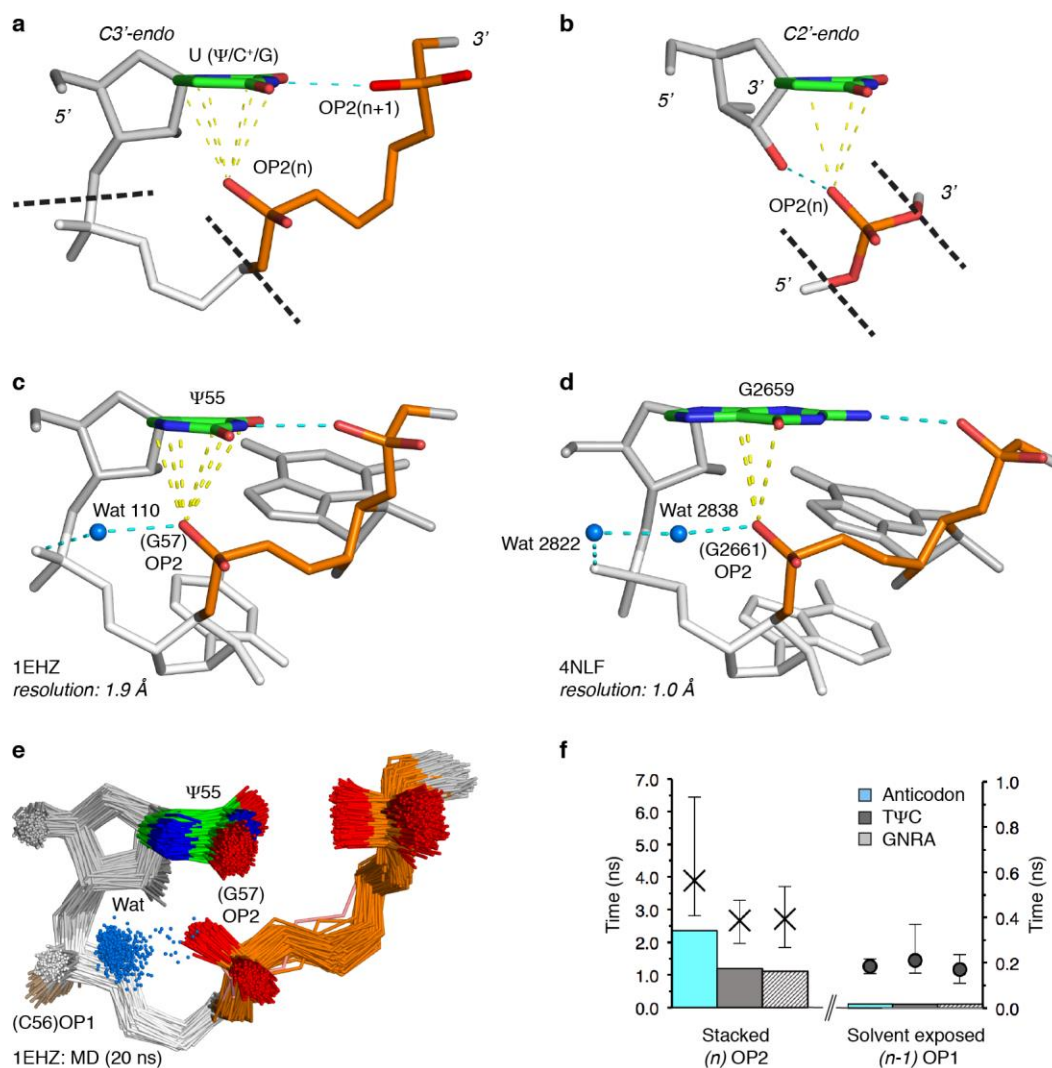 a
C3'-endo
U (Ψ/C⁺/G)
3'
5'
OP2(n+1)
OP2(n)
b
C2'-endo
3'
5'
OP2(n)
3'
5'
c
Ψ55
Wat 110
(G57)
OP2
1EHZ
resolution: 1.9 Å
d
G2659
Wat 2838
Wat 2822
(G2661)
OP2
4NLF
resolution: 1.0 Å
e
Ψ55
(G57)
OP2
Wat
(C56)OP1
1EHZ: MD (20 ns)
f
7.0
6.0
5.0
4.0
3.0
2.0
1.0
0.0
Time (ns)
Anticodon
TΨC
GNRA
1.0
0.8
0.6
0.4
0.2
0.0
Time (ns)
Stacked
(n) OP2
//
Solvent exposed
(n-1) OP1